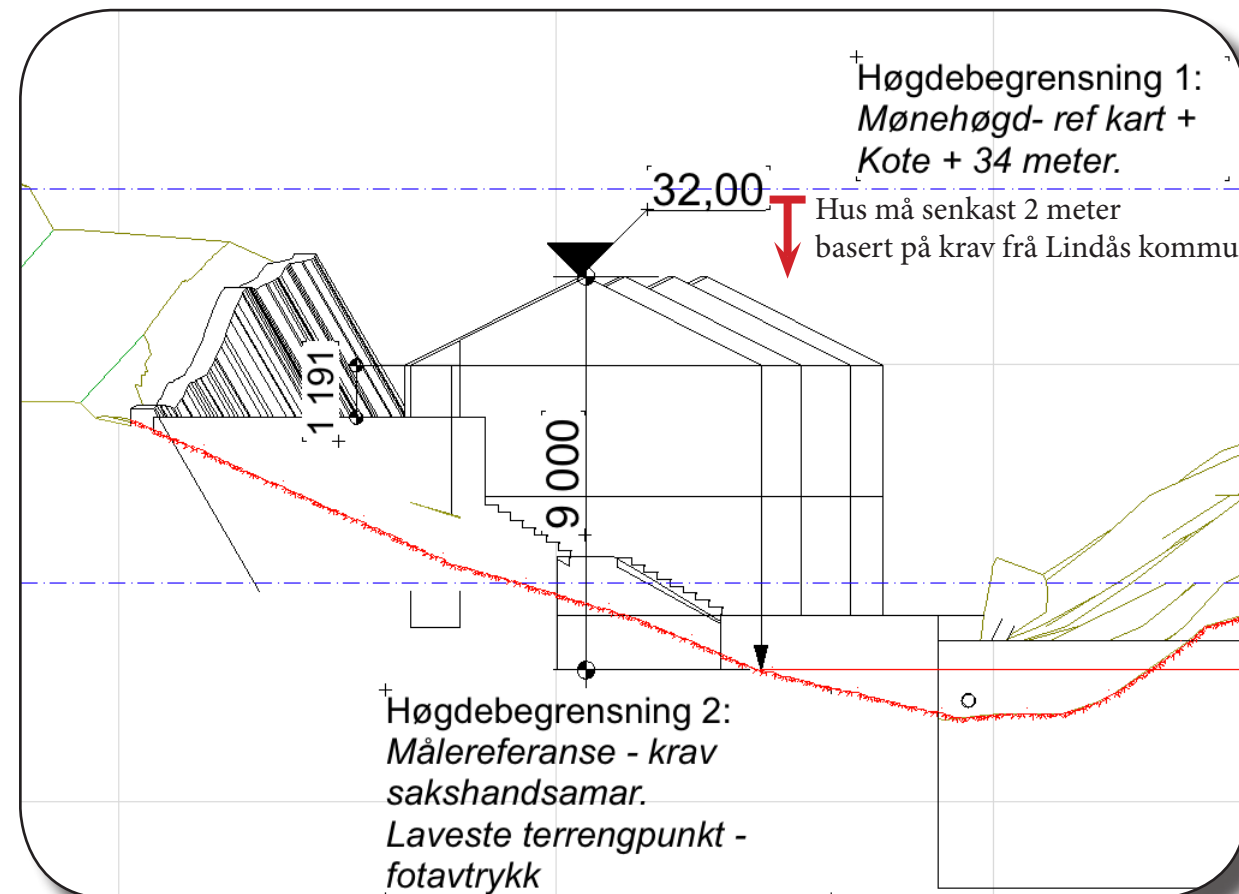 Høgdebegrensning 1:
Mønehøgd- ref kart +
Kote + 34 meter.
32,00
Hus må senkast 2 meter
basert på krav frå Lindås kommu
1 191
9 000
Høgdebegrensning 2:
Målereferanse - krav
sakshandsamar.
Laveste terrengpunkt -
fotavtrykk